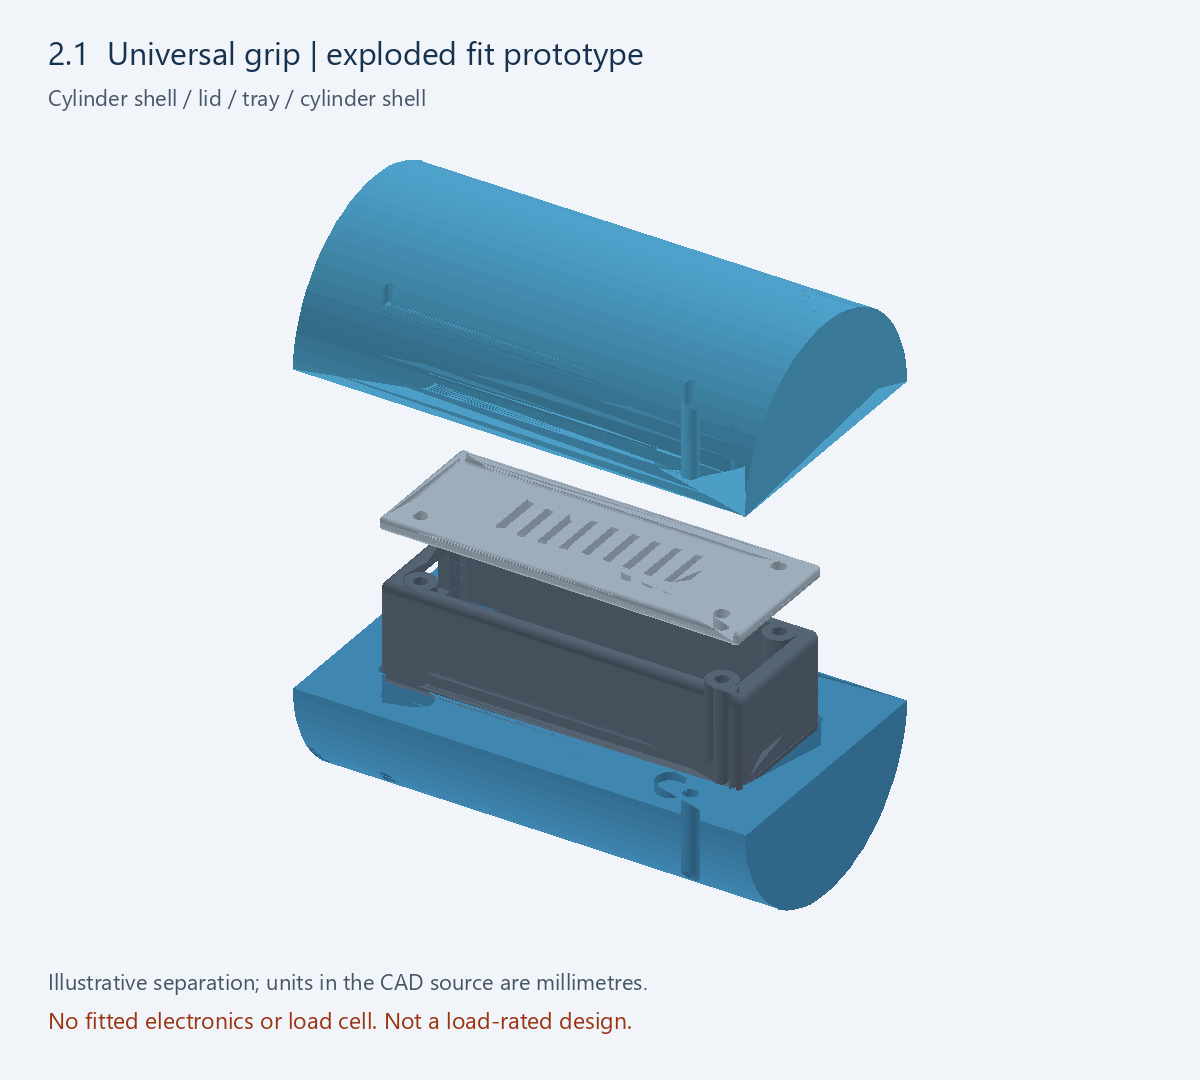 2.1 Universal grip | exploded fit prototype
Cylinder shell / lid / tray / cylinder shell
Illustrative separation; units in the CAD source are millimetres.
No fitted electronics or load cell. Not a load-rated design.